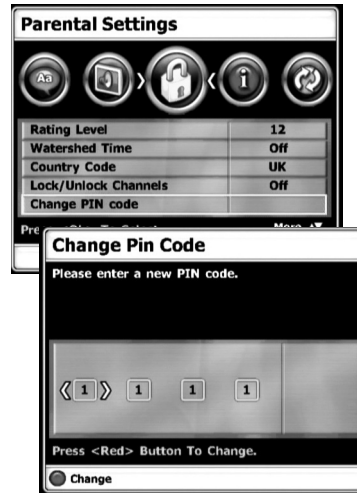 Parental Settings
Aa
i
Rating Level 12
Watershed Time Off
Country Code UK
Lock/Unlock Channels Off
Change PIN code
Change Pin Code
Please enter a new PIN code.
1 1 1 1
Press <Red> Button To Change.
Change